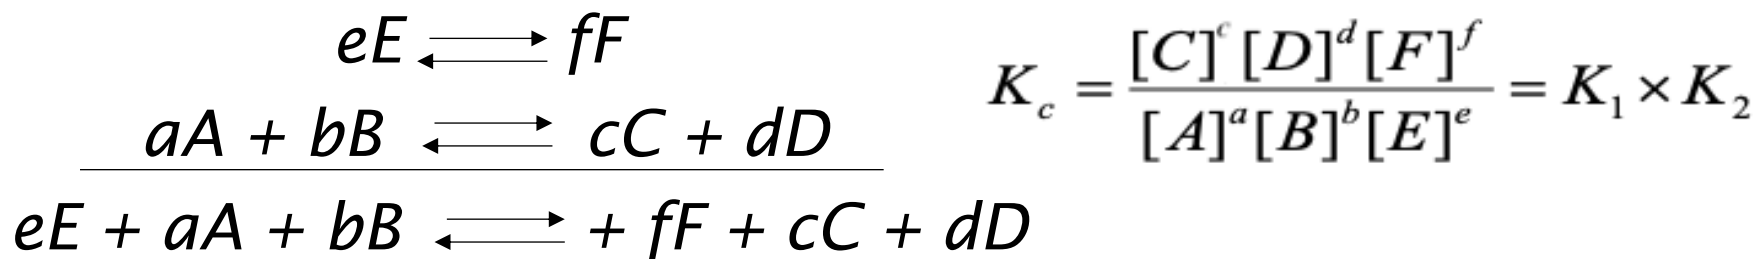 eE ⇌ fF
aA + bB ⇌ cC + dD
eE + aA + bB ⇌ + fF + cC + dD
K_c = [C]^c [D]^d [F]^f / [A]^a [B]^b [E]^e = K_1 × K_2